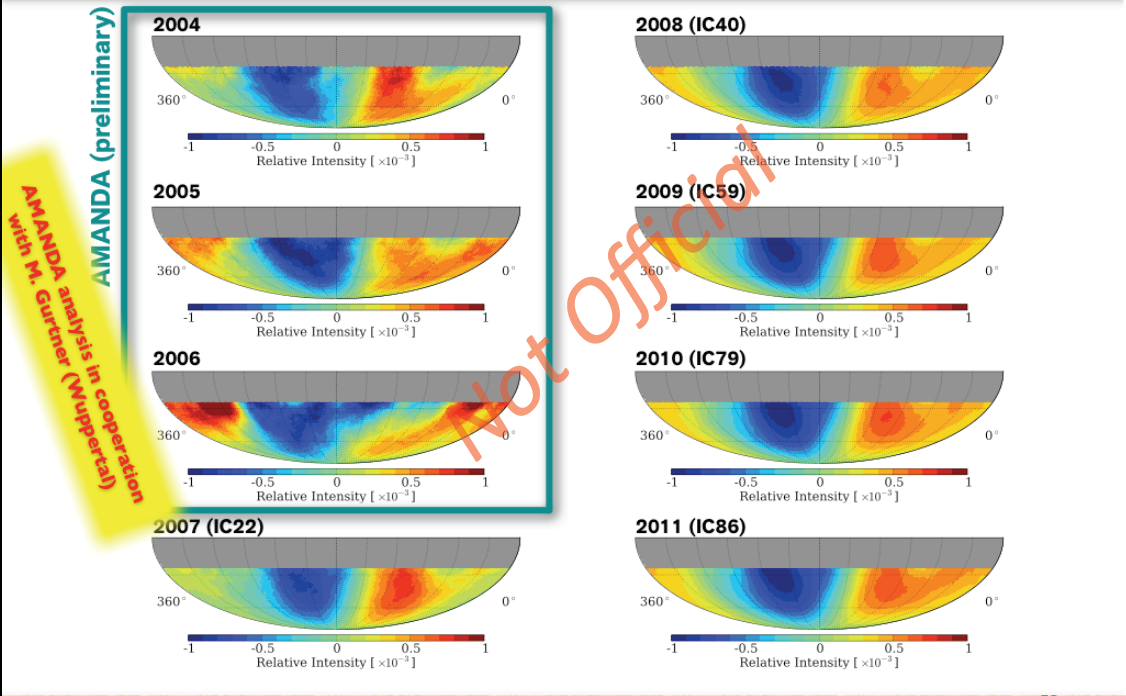 AMANDA (preliminary)
AMANDA analysis in cooperation
with M. Gurtner (Wuppertal)
2004
360° 0°
-1 -0.5 0 0.5 1
Relative Intensity [ ×10⁻³ ]
2005
360° 0°
-1 -0.5 0 0.5 1
Relative Intensity [ ×10⁻³ ]
2006
360° 0°
-1 -0.5 0 0.5 1
Relative Intensity [ ×10⁻³ ]
2007 (IC22)
360° 0°
-1 -0.5 0 0.5 1
Relative Intensity [ ×10⁻³ ]
2008 (IC40)
360° 0°
-1 -0.5 0 0.5 1
Relative Intensity [ ×10⁻³ ]
2009 (IC59)
360° 0°
-1 -0.5 0 0.5 1
Relative Intensity [ ×10⁻³ ]
2010 (IC79)
360° 0°
-1 -0.5 0 0.5 1
Relative Intensity [ ×10⁻³ ]
2011 (IC86)
360° 0°
-1 -0.5 0 0.5 1
Relative Intensity [ ×10⁻³ ]
Not Official